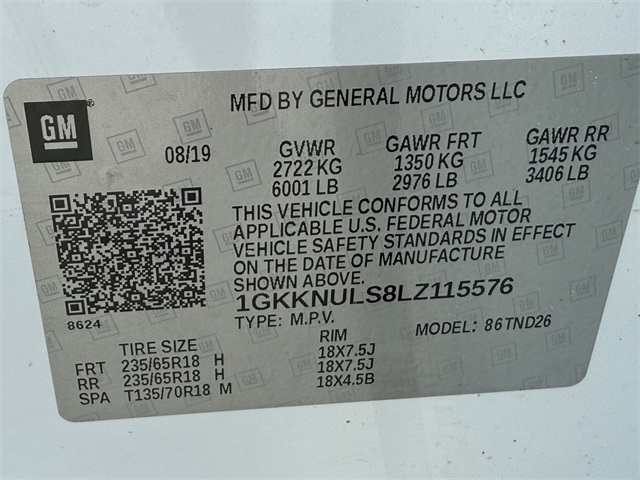 GM
MFD BY GENERAL MOTORS LLC
08/19 GVWR GAWR FRT GAWR RR
2722 KG 1350 KG 1545 KG
6001 LB 2976 LB 3406 LB
THIS VEHICLE CONFORMS TO ALL
APPLICABLE U.S. FEDERAL MOTOR
VEHICLE SAFETY STANDARDS IN EFFECT
ON THE DATE OF MANUFACTURE
SHOWN ABOVE.
8624
1GKKNULS8LZ115576
TYPE: M.P.V. MODEL: 86TND26
TIRE SIZE RIM
FRT 235/65R18 H 18X7.5J
RR 235/65R18 H 18X7.5J
SPA T135/70R18 M 18X4.5B